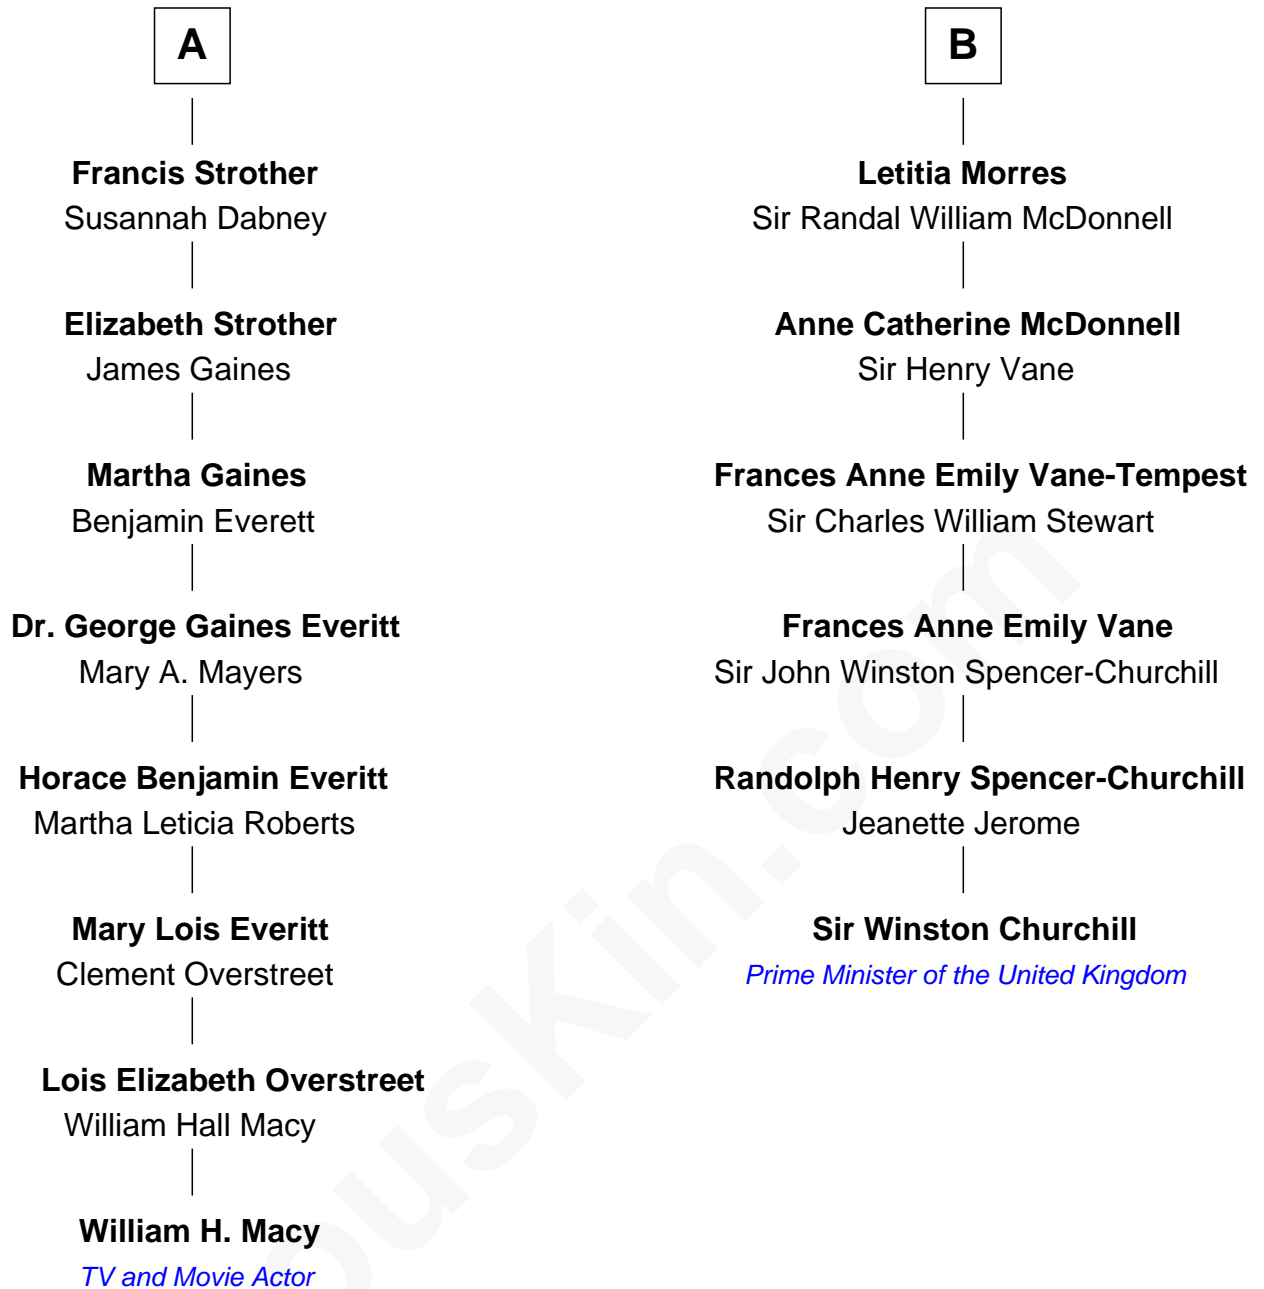 A
Francis Strother
Susannah Dabney
Elizabeth Strother
James Gaines
Martha Gaines
Benjamin Everett
Dr. George Gaines Everitt
Mary A. Mayers
Horace Benjamin Everitt
Martha Leticia Roberts
Mary Lois Everitt
Clement Overstreet
Lois Elizabeth Overstreet
William Hall Macy
William H. Macy
TV and Movie Actor
B
Letitia Morres
Sir Randal William McDonnell
Anne Catherine McDonnell
Sir Henry Vane
Frances Anne Emily Vane-Tempest
Sir Charles William Stewart
Frances Anne Emily Vane
Sir John Winston Spencer-Churchill
Randolph Henry Spencer-Churchill
Jeanette Jerome
Sir Winston Churchill
Prime Minister of the United Kingdom
ousKin.com